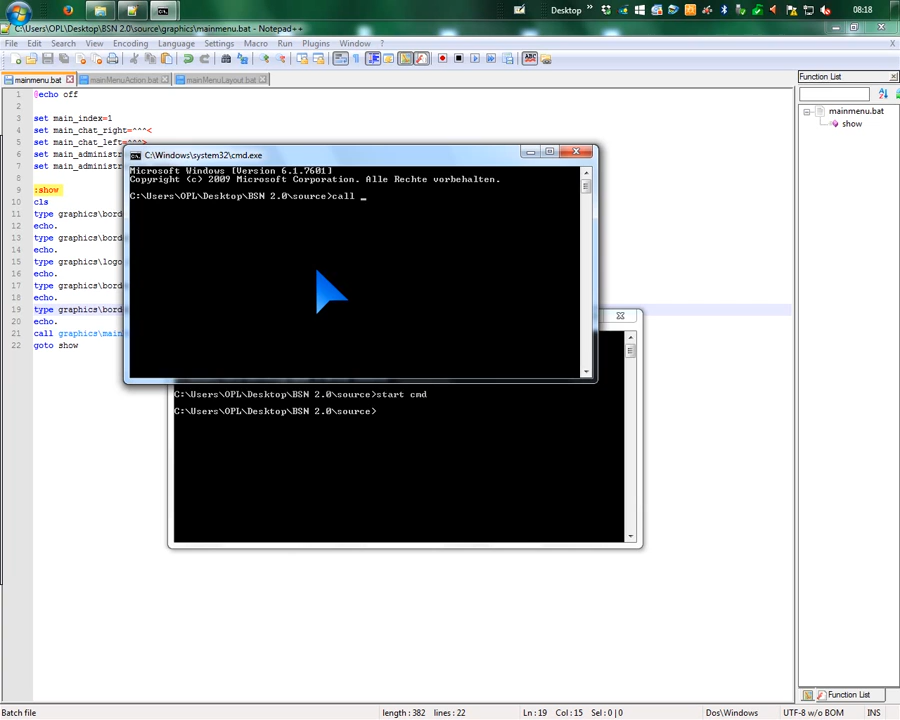 Desktop »
08:18
C:\Users\OPL\Desktop\BSN 2.0\source\graphics\mainmenu.bat - Notepad++
File Edit Search View Encoding Language Settings Macro Run Plugins Window ? X
mainmenu.bat mainMenuAction.bat mainMenuLayout.bat
Function List
mainmenu.bat
show
1 @echo off
2
3 set main_index=1
4 set main_chat_right=^^^<
5 set main_chat_left=^^^>
6 set main_administr
7 set main_administr
8
9 :show
10 cls
11 type graphics\bord
12 echo.
13 type graphics\bord
14 echo.
15 type graphics\logo
16 echo.
17 type graphics\bord
18 echo.
19 type graphics\bord
20 echo.
21 call graphics\main
22 goto show
C:\Windows\system32\cmd.exe
Microsoft Windows [Version 6.1.7601]
Copyright (c) 2009 Microsoft Corporation. Alle Rechte vorbehalten.
C:\Users\OPL\Desktop\BSN 2.0\source>call _
C:\Users\OPL\Desktop\BSN 2.0\source>start cmd
C:\Users\OPL\Desktop\BSN 2.0\source>
Function List
Batch file length : 382 lines : 22 Ln : 19 Col : 15 Sel : 0 | 0 Dos\Windows UTF-8 w/o BOM INS